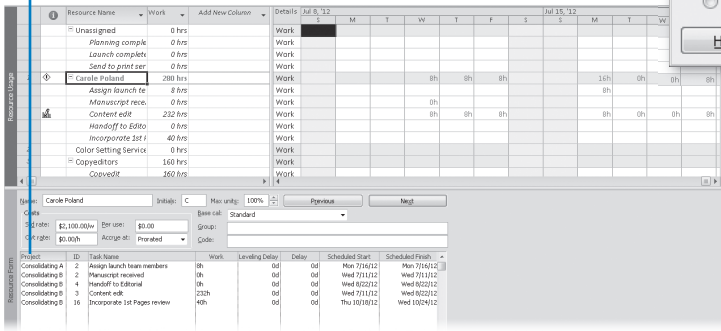 Resource Name Work Add New Column Details Jul 8, '12 Jul 15, '12
S M T W T F S S M T W
Unassigned 0 hrs Work
Planning comple 0 hrs Work
Launch complete 0 hrs Work
Send to print ser 0 hrs Work
Carole Poland 280 hrs Work 8h 8h 8h 16h 0h 0h 8h
Assign launch te 8 hrs Work 8h
Manuscript recei 0 hrs Work 0h
Content edit 232 hrs Work 8h 8h 8h 8h 0h 0h 8h
Handoff to Edito 0 hrs Work
Incorporate 1st F 40 hrs Work
Color Setting Service 0 hrs Work
Copyeditors 160 hrs Work
Copyedit 160 hrs Work
Resource Usage
H
Name: Carole Poland Initials: C Max units: 100% Previous Next
Costs Base cal: Standard
Std rate: $2,100.00/w Per use: $0.00 Group:
Ovt rate: $0.00/h Accrue at: Prorated Code:
Project ID Task Name Work Leveling Delay Delay Scheduled Start Scheduled Finish
Consolidating A 2 Assign launch team members 8h 0d 0d Mon 7/16/12 Mon 7/16/12
Consolidating B 2 Manuscript received 0h 0d 0d Wed 7/11/12 Wed 7/11/12
Consolidating B 4 Handoff to Editorial 0h 0d 0d Wed 8/22/12 Wed 8/22/12
Consolidating B 3 Content edit 232h 0d 0d Wed 7/11/12 Wed 8/22/12
Consolidating B 16 Incorporate 1st Pages review 40h 0d 0d Thu 10/18/12 Wed 10/24/12
Resource Form